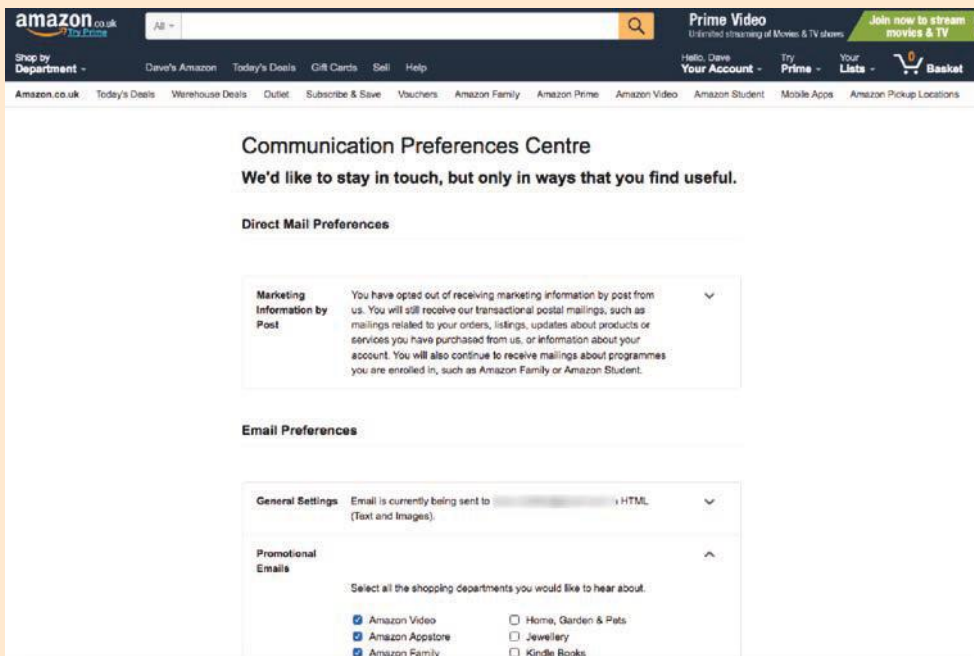 amazon.co.uk
Try Prime
All
Prime Video
Unlimited streaming of Movies & TV shows
Join now to stream
movies & TV
Shop by
Department
Dave's Amazon Today's Deals Gift Cards Sell Help
Hello, Dave
Your Account
Try
Prime
Your
Lists
0
Basket
Amazon.co.uk Today's Deals Warehouse Deals Outlet Subscribe & Save Vouchers Amazon Family Amazon Prime Amazon Video Amazon Student Mobile Apps Amazon Pickup Locations
Communication Preferences Centre
We'd like to stay in touch, but only in ways that you find useful.
Direct Mail Preferences
Marketing
Information by
Post
You have opted out of receiving marketing information by post from
us. You will still receive our transactional postal mailings, such as
mailings related to your orders, listings, updates about products or
services you have purchased from us, or information about your
account. You will also continue to receive mailings about programmes
you are enrolled in, such as Amazon Family or Amazon Student.
Email Preferences
General Settings
Email is currently being sent to HTML
(Text and Images).
Promotional
Emails
Select all the shopping departments you would like to hear about.
Amazon Video
Home, Garden & Pets
Amazon Appstore
Jewellery
Amazon Family
Kindle Books